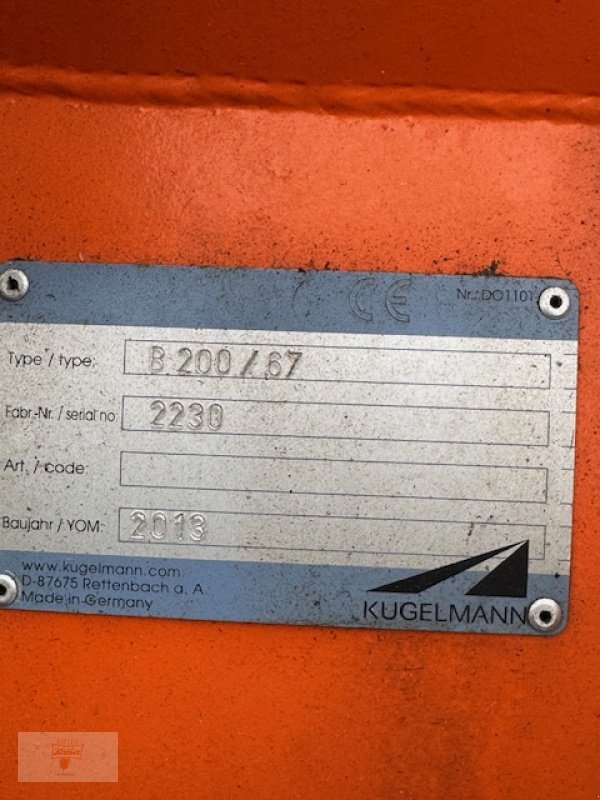 CE
Nr.: DO1101
Type / type: B 200/67
Fabr.-Nr. / serial no 2230
Art. / code:
Baujahr / YOM: 2013
www.kugelmann.com
D-87675 Rettenbach a. A.
Made in Germany
KUGELMANN